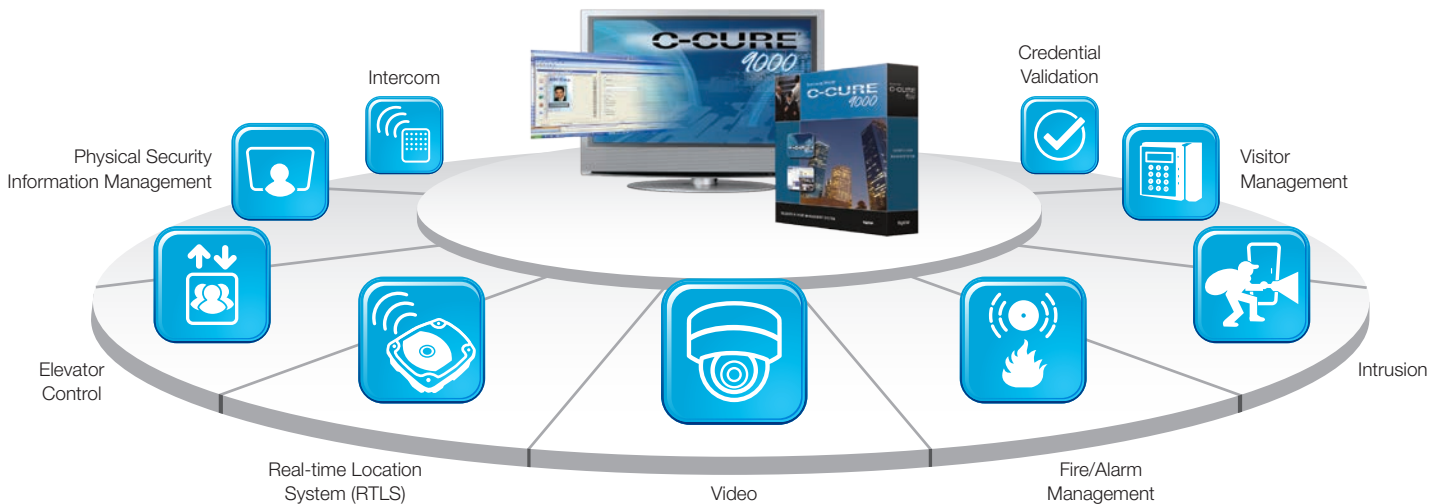 C-CURE
9000
C-CURE
9000
Intercom
Credential
Validation
Physical Security
Information Management
Visitor
Management
Elevator
Control
Intrusion
Real-time Location
System (RTLS)
Video
Fire/Alarm
Management